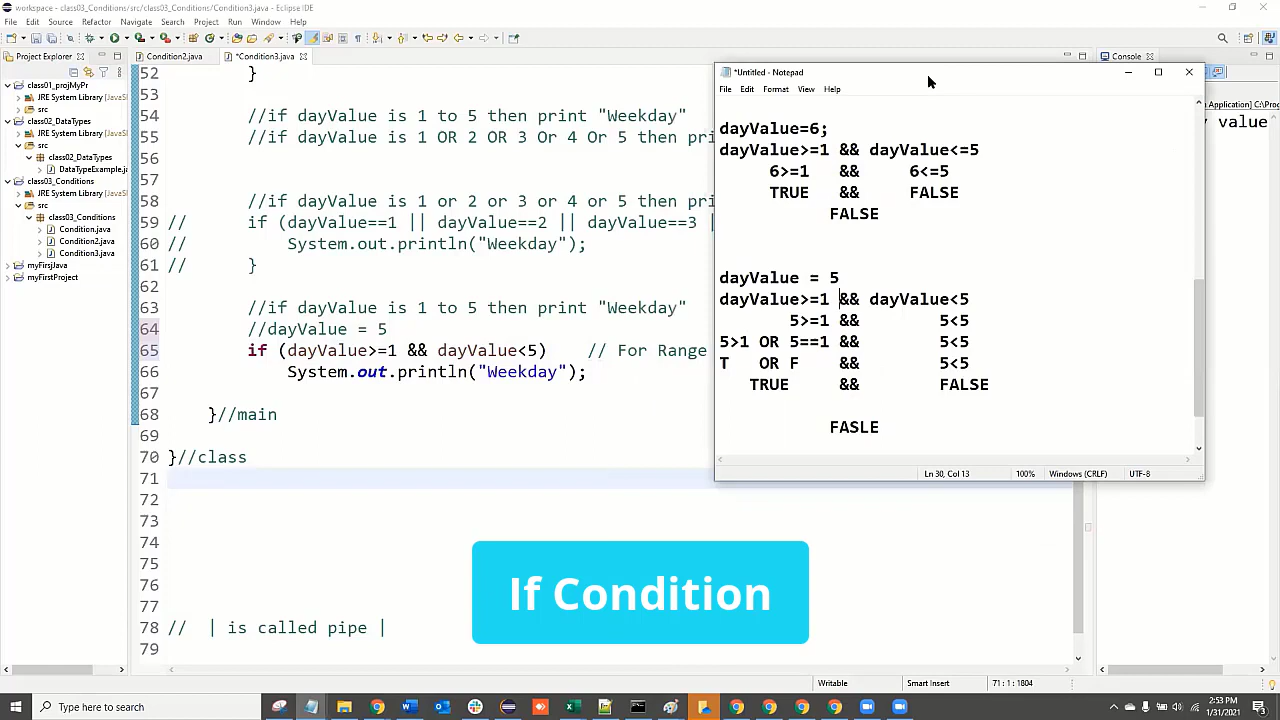 workspace - class03_Conditions/src/class03_Conditions/Condition3.java - Eclipse IDE
File Edit Source Refactor Navigate Search Project Run Window Help
Project Explorer
class01_projMyPr
JRE System Library [JavaS
src
class02_DataTypes
JRE System Library [JavaS
src
class02_DataTypes
DataTypeExample.ja
class03_Conditions
JRE System Library [JavaS
src
class03_Conditions
Condition.java
Condition2.java
Condition3.java
myFirsjJava
myFirstProject
Condition2.java *Condition3.java
52 }
53
54 //if dayValue is 1 to 5 then print "Weekday"
55 //if dayValue is 1 OR 2 OR 3 Or 4 Or 5 then pri
56
57
58 //if dayValue is 1 or 2 or 3 or 4 or 5 then pri
59 // if (dayValue==1 || dayValue==2 || dayValue==3 |
60 // System.out.println("Weekday");
61 // }
62
63 //if dayValue is 1 to 5 then print "Weekday"
64 //dayValue = 5
65 if (dayValue>=1 && dayValue<5) // For Range
66 System.out.println("Weekday");
67
68 }//main
69
70 }//class
71
72
73
74
75
76
77
78 // | is called pipe |
79
*Untitled - Notepad
File Edit Format View Help
dayValue=6;
dayValue>=1 && dayValue<=5
6>=1 && 6<=5
TRUE && FALSE
FALSE
dayValue = 5
dayValue>=1 && dayValue<5
5>=1 && 5<5
5>1 OR 5==1 && 5<5
T OR F && 5<5
TRUE && FALSE
FASLE
Ln 30, Col 13 100% Windows (CRLF) UTF-8
Console
Application] C:\Pro
value
If Condition
Writable Smart Insert 71 : 1 : 1804
Type here to search
2:53 PM
1/31/2021